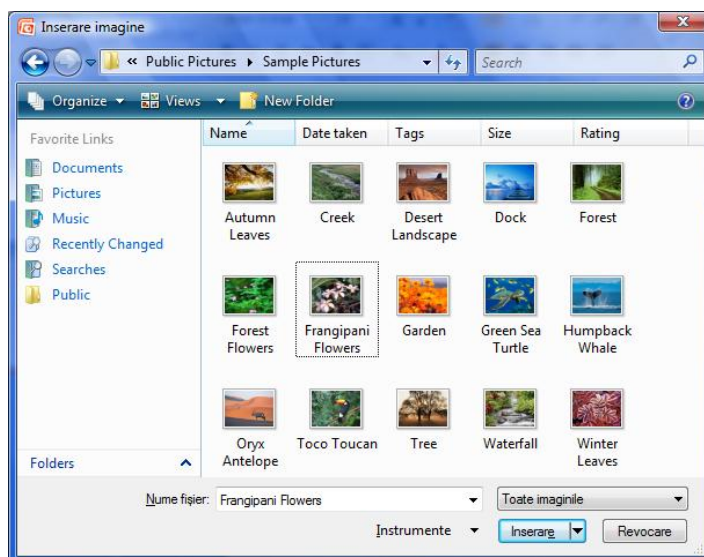 Inserare imagine
« Public Pictures Sample Pictures Search
Organize Views New Folder
Favorite Links
Documents
Pictures
Music
Recently Changed
Searches
Public
Folders
Name Date taken Tags Size Rating
Autumn Leaves
Creek
Desert Landscape
Dock
Forest
Forest Flowers
Frangipani Flowers
Garden
Green Sea Turtle
Humpback Whale
Oryx Antelope
Toco Toucan
Tree
Waterfall
Winter Leaves
Nume fișier: Frangipani Flowers Toate imaginile
Instrumente Inserare Revocare